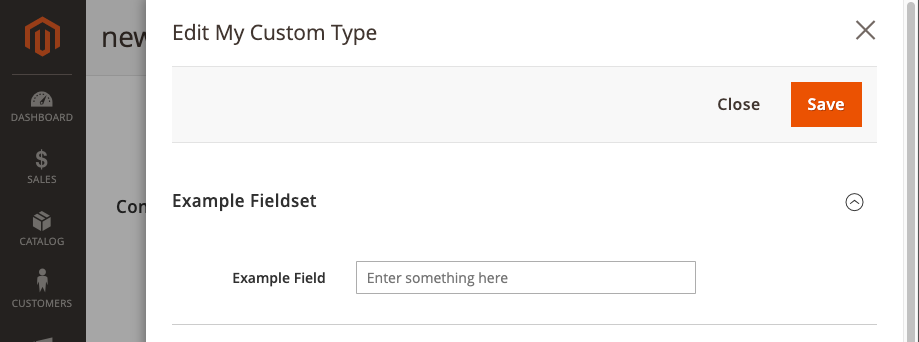 new
Edit My Custom Type
DASHBOARD
Close
Save
SALES
Con
Example Fieldset
CATALOG
Example Field
Enter something here
CUSTOMERS